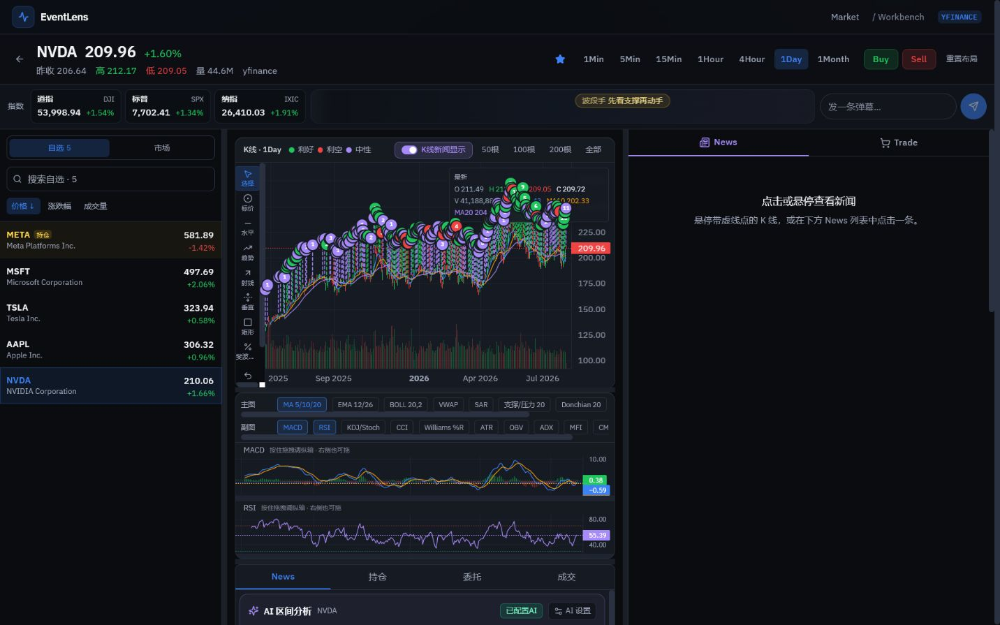 EventLens
Market / Workbench YFINANCE
NVDA 209.96 +1.60%
昨收 206.64 高 212.17 低 209.05 量 44.6M yfinance
1Min 5Min 15Min 1Hour 4Hour 1Day 1Month Buy Sell 重置布局
指数
道指 DJI
53,998.94 +1.54%
标普 SPX
7,702.41 +1.34%
纳指 IXIC
26,410.03 +1.91%
波段手 先看支撑再动手
发一条弹幕...
自选 5 市场
搜索自选 · 5
价格 ↓ 涨跌幅 成交量
META 持仓 581.89
Meta Platforms Inc. -1.42%
MSFT 497.69
Microsoft Corporation +2.06%
TSLA 323.94
Tesla Inc. +0.58%
AAPL 306.32
Apple Inc. +0.96%
NVDA 210.06
NVIDIA Corporation +1.66%
K线 · 1Day 利好 利空 中性 K线新闻显示 50根 100根 200根 全部
选择
标价
水平
趋势
射线
垂直
矩形
斐波...
最新
O 211.49 209.05 C 209.72
V 41,188,88 202.33
MA20 204
225.00
209.96
200.00
175.00
150.00
125.00
100.00
2025 Sep 2025 2026 Apr 2026 Jul 2026
主图 MA 5/10/20 EMA 12/26 BOLL 20,2 VWAP SAR 支撑/压力 20 Donchian 20
副图 MACD RSI KDJ/Stoch CCI Williams %R ATR OBV ADX MFI CM
MACD 按住拖拽调纵轴 · 右侧也可拖
10.00
0.38
-0.59
RSI 按住拖拽调纵轴 · 右侧也可拖
80.00
55.39
40.00
News 持仓 委托 成交
AI 区间分析 NVDA 已配置AI AI 设置
News Trade
点击或悬停查看新闻
悬停带虚线点的 K 线，或在下方 News 列表中点击一条。